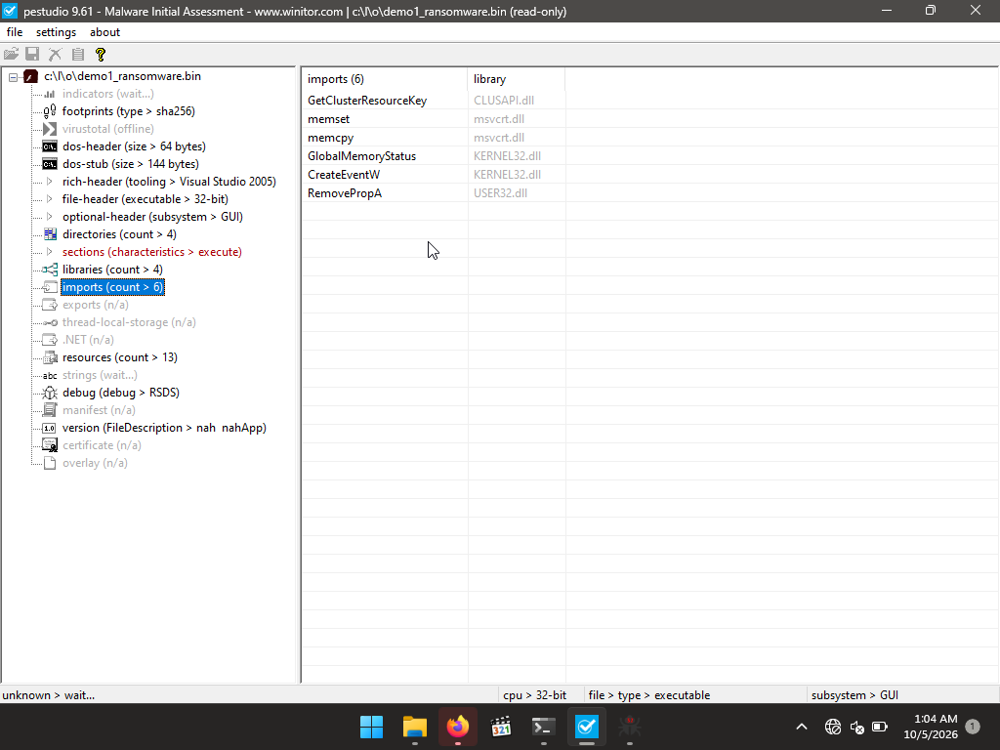 pestudio 9.61 - Malware Initial Assessment - www.winitor.com | c:\l\o\demo1_ransomware.bin (read-only)
file settings about
c:\l\o\demo1_ransomware.bin
indicators (wait...)
footprints (type > sha256)
virustotal (offline)
dos-header (size > 64 bytes)
dos-stub (size > 144 bytes)
rich-header (tooling > Visual Studio 2005)
file-header (executable > 32-bit)
optional-header (subsystem > GUI)
directories (count > 4)
sections (characteristics > execute)
libraries (count > 4)
imports (count > 6)
exports (n/a)
thread-local-storage (n/a)
.NET (n/a)
resources (count > 13)
abc strings (wait...)
debug (debug > RSDS)
manifest (n/a)
1.0 version (FileDescription > nah nahApp)
certificate (n/a)
overlay (n/a)
imports (6) library
GetClusterResourceKey CLUSAPI.dll
memset msvcrt.dll
memcpy msvcrt.dll
GlobalMemoryStatus KERNEL32.dll
CreateEventW KERNEL32.dll
RemovePropA USER32.dll
unknown > wait... cpu > 32-bit file > type > executable subsystem > GUI
321
1:04 AM
10/5/2026
1